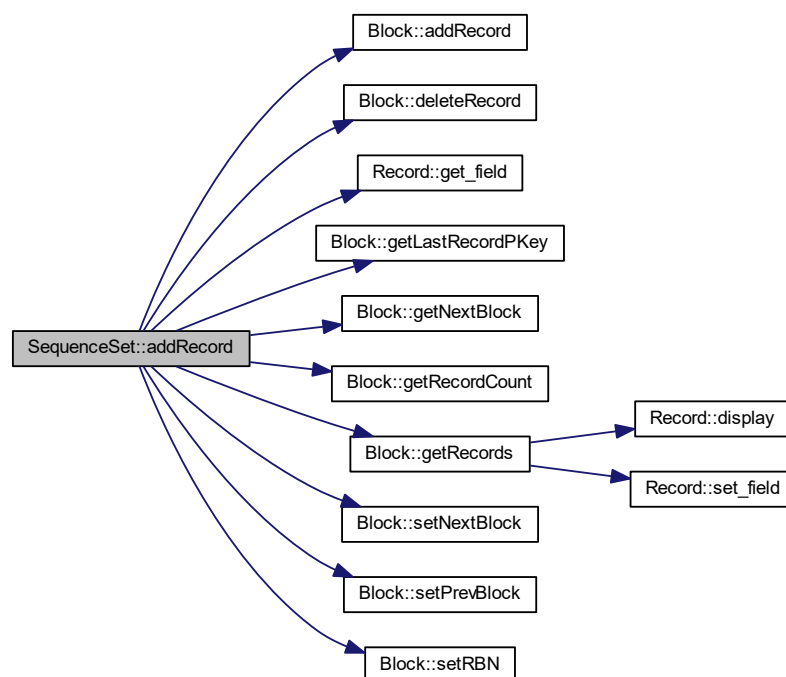 Block::addRecord
Block::deleteRecord
Record::get_field
Block::getLastRecordPKey
Block::getNextBlock
SequenceSet::addRecord
Block::getRecordCount
Record::display
Block::getRecords
Record::set_field
Block::setNextBlock
Block::setPrevBlock
Block::setRBN